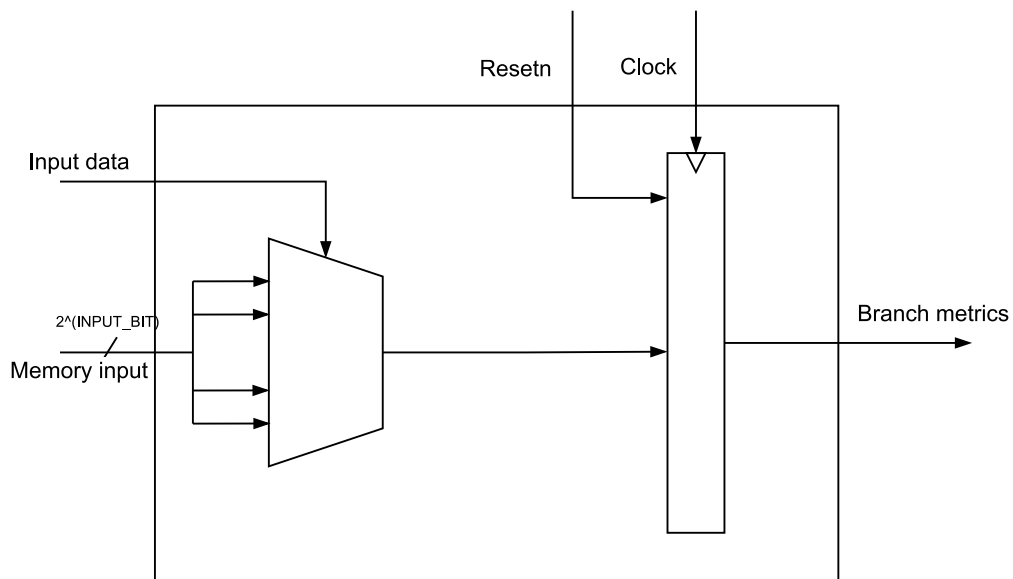 Resetn
Clock
Input data
2^(INPUT_BIT)
Memory input
Branch metrics